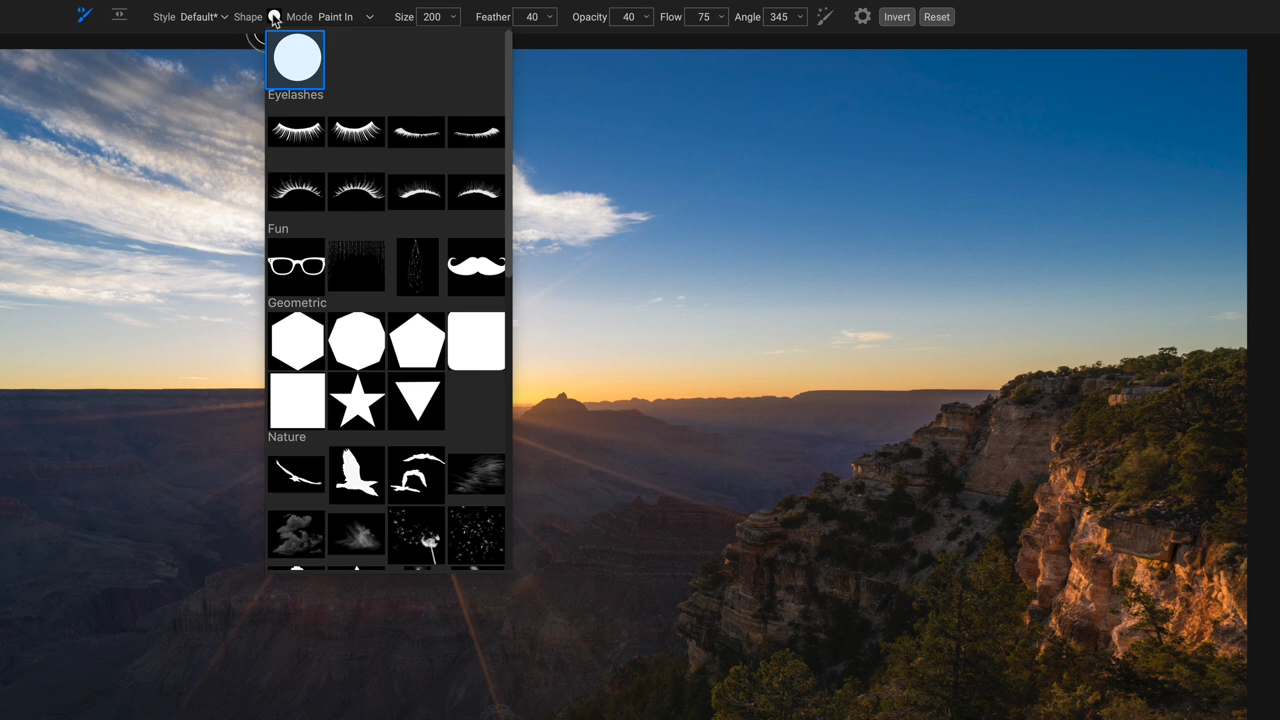 Style Default* Shape Mode Paint In Size 200 Feather 40 Opacity 40 Flow 75 Angle 345 Invert Reset
Eyelashes
Fun
Geometric
Nature